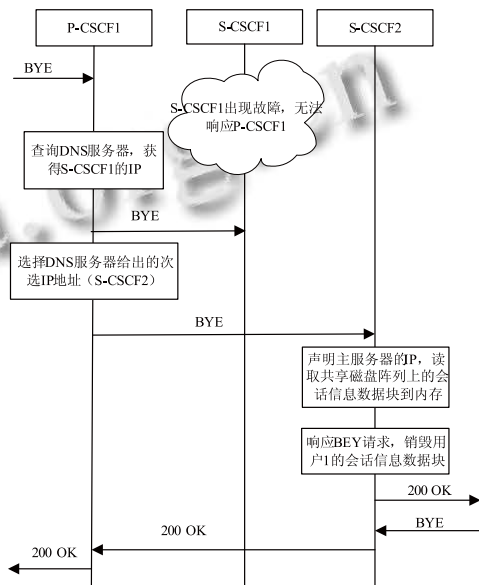 P-CSCF1
S-CSCF1
S-CSCF2
BYE
S-CSCF1出现故障，无法
响应P-CSCF1
查询DNS服务器，获
得S-CSCF1的IP
BYE
选择DNS服务器给出的次
选IP地址（S-CSCF2）
BYE
声明主服务器的IP，读
取共享磁盘阵列上的会
话信息数据块到内存
响应BEY请求，销毁用
户1的会话信息数据块
200 OK
BYE
200 OK
200 OK